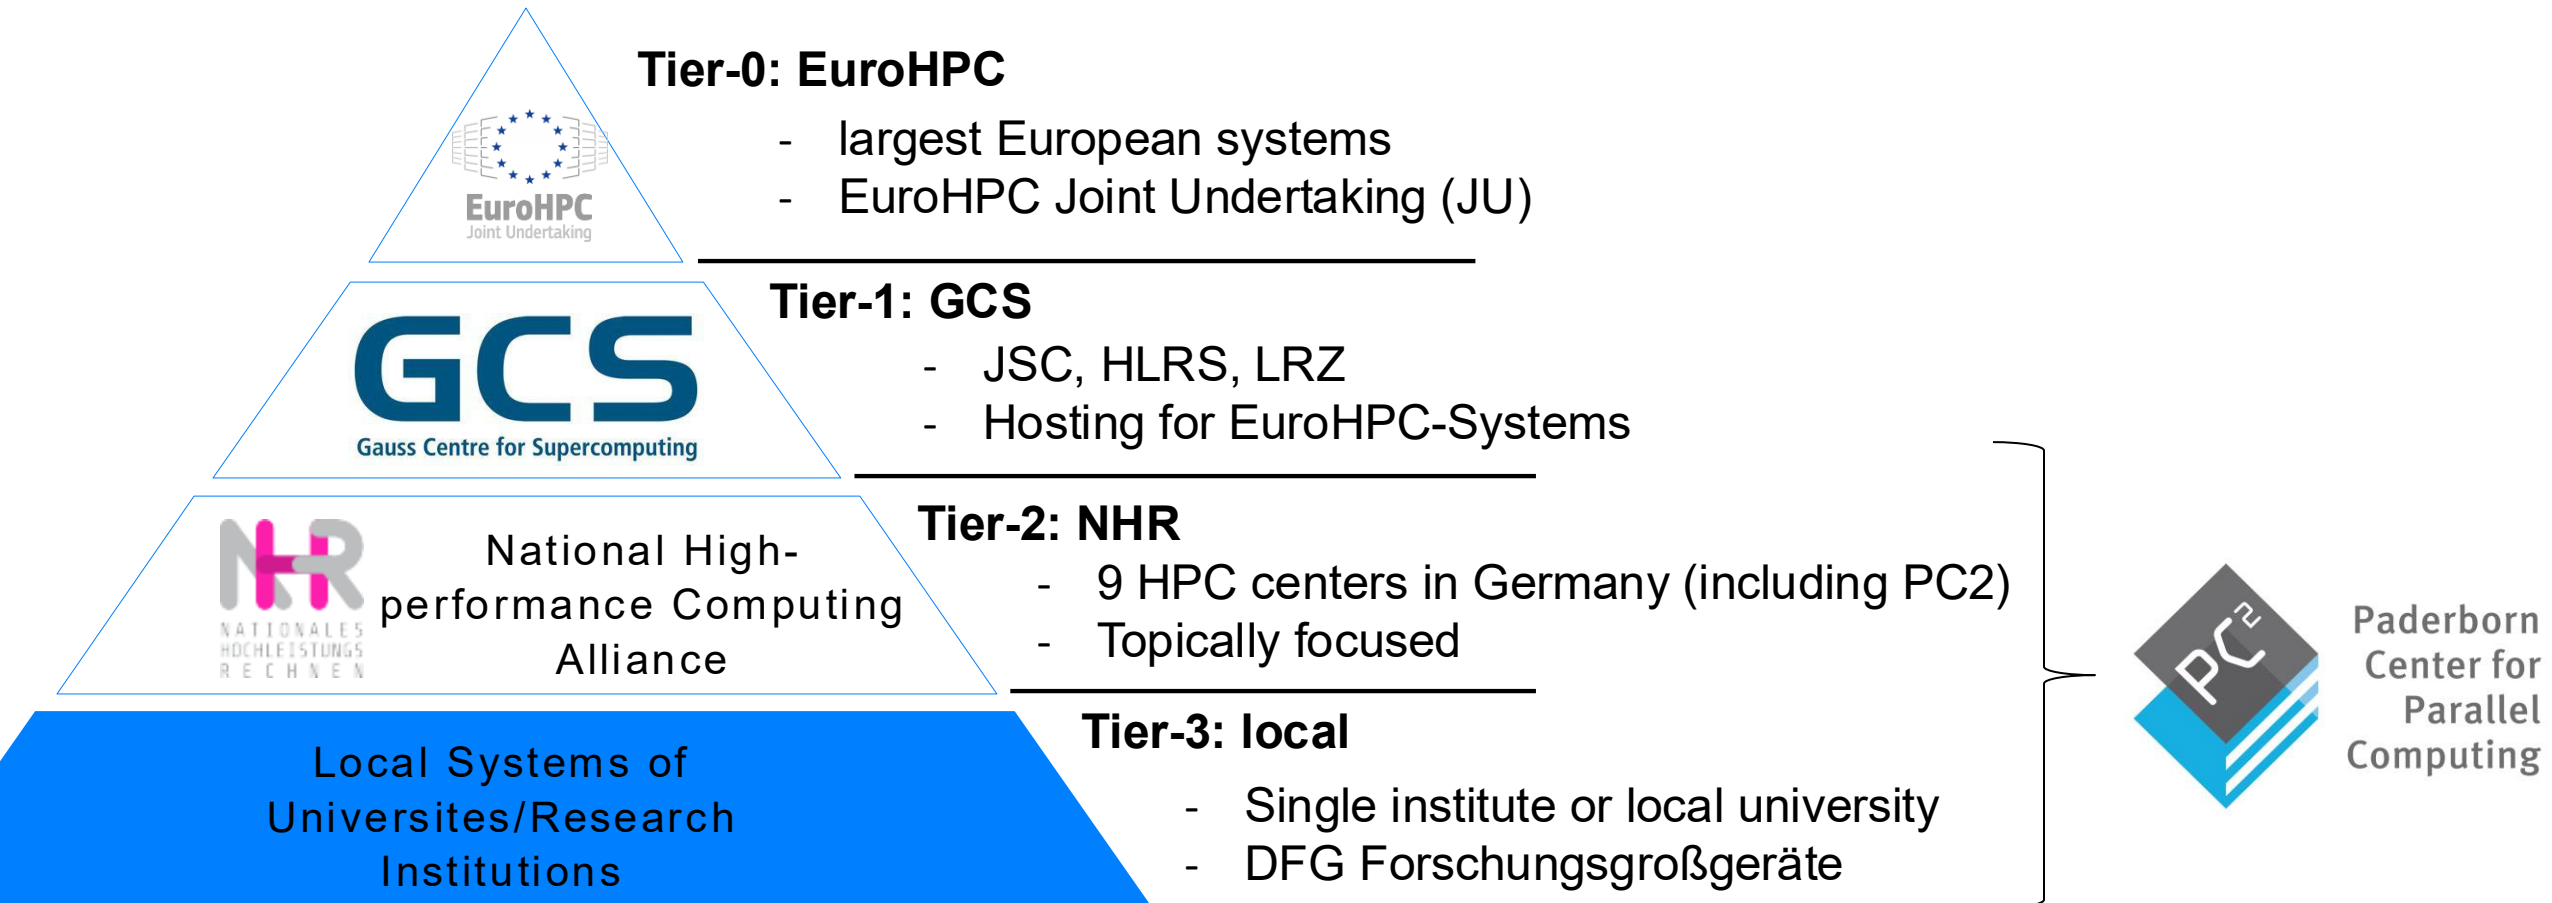 Tier-0: EuroHPC
- largest European systems
- EuroHPC Joint Undertaking (JU)
EuroHPC
Joint Undertaking
Tier-1: GCS
- JSC, HLRS, LRZ
- Hosting for EuroHPC-Systems
GCS
Gauss Centre for Supercomputing
Tier-2: NHR
- 9 HPC centers in Germany (including PC2)
- Topically focused
NHR
NATIONALES
HOCHLEISTUNGS
RECHNEN
National High-
performance Computing
Alliance
Tier-3: local
- Single institute or local university
- DFG Forschungsgroßgeräte
Local Systems of
Universites/Research
Institutions
PC²
Paderborn
Center for
Parallel
Computing